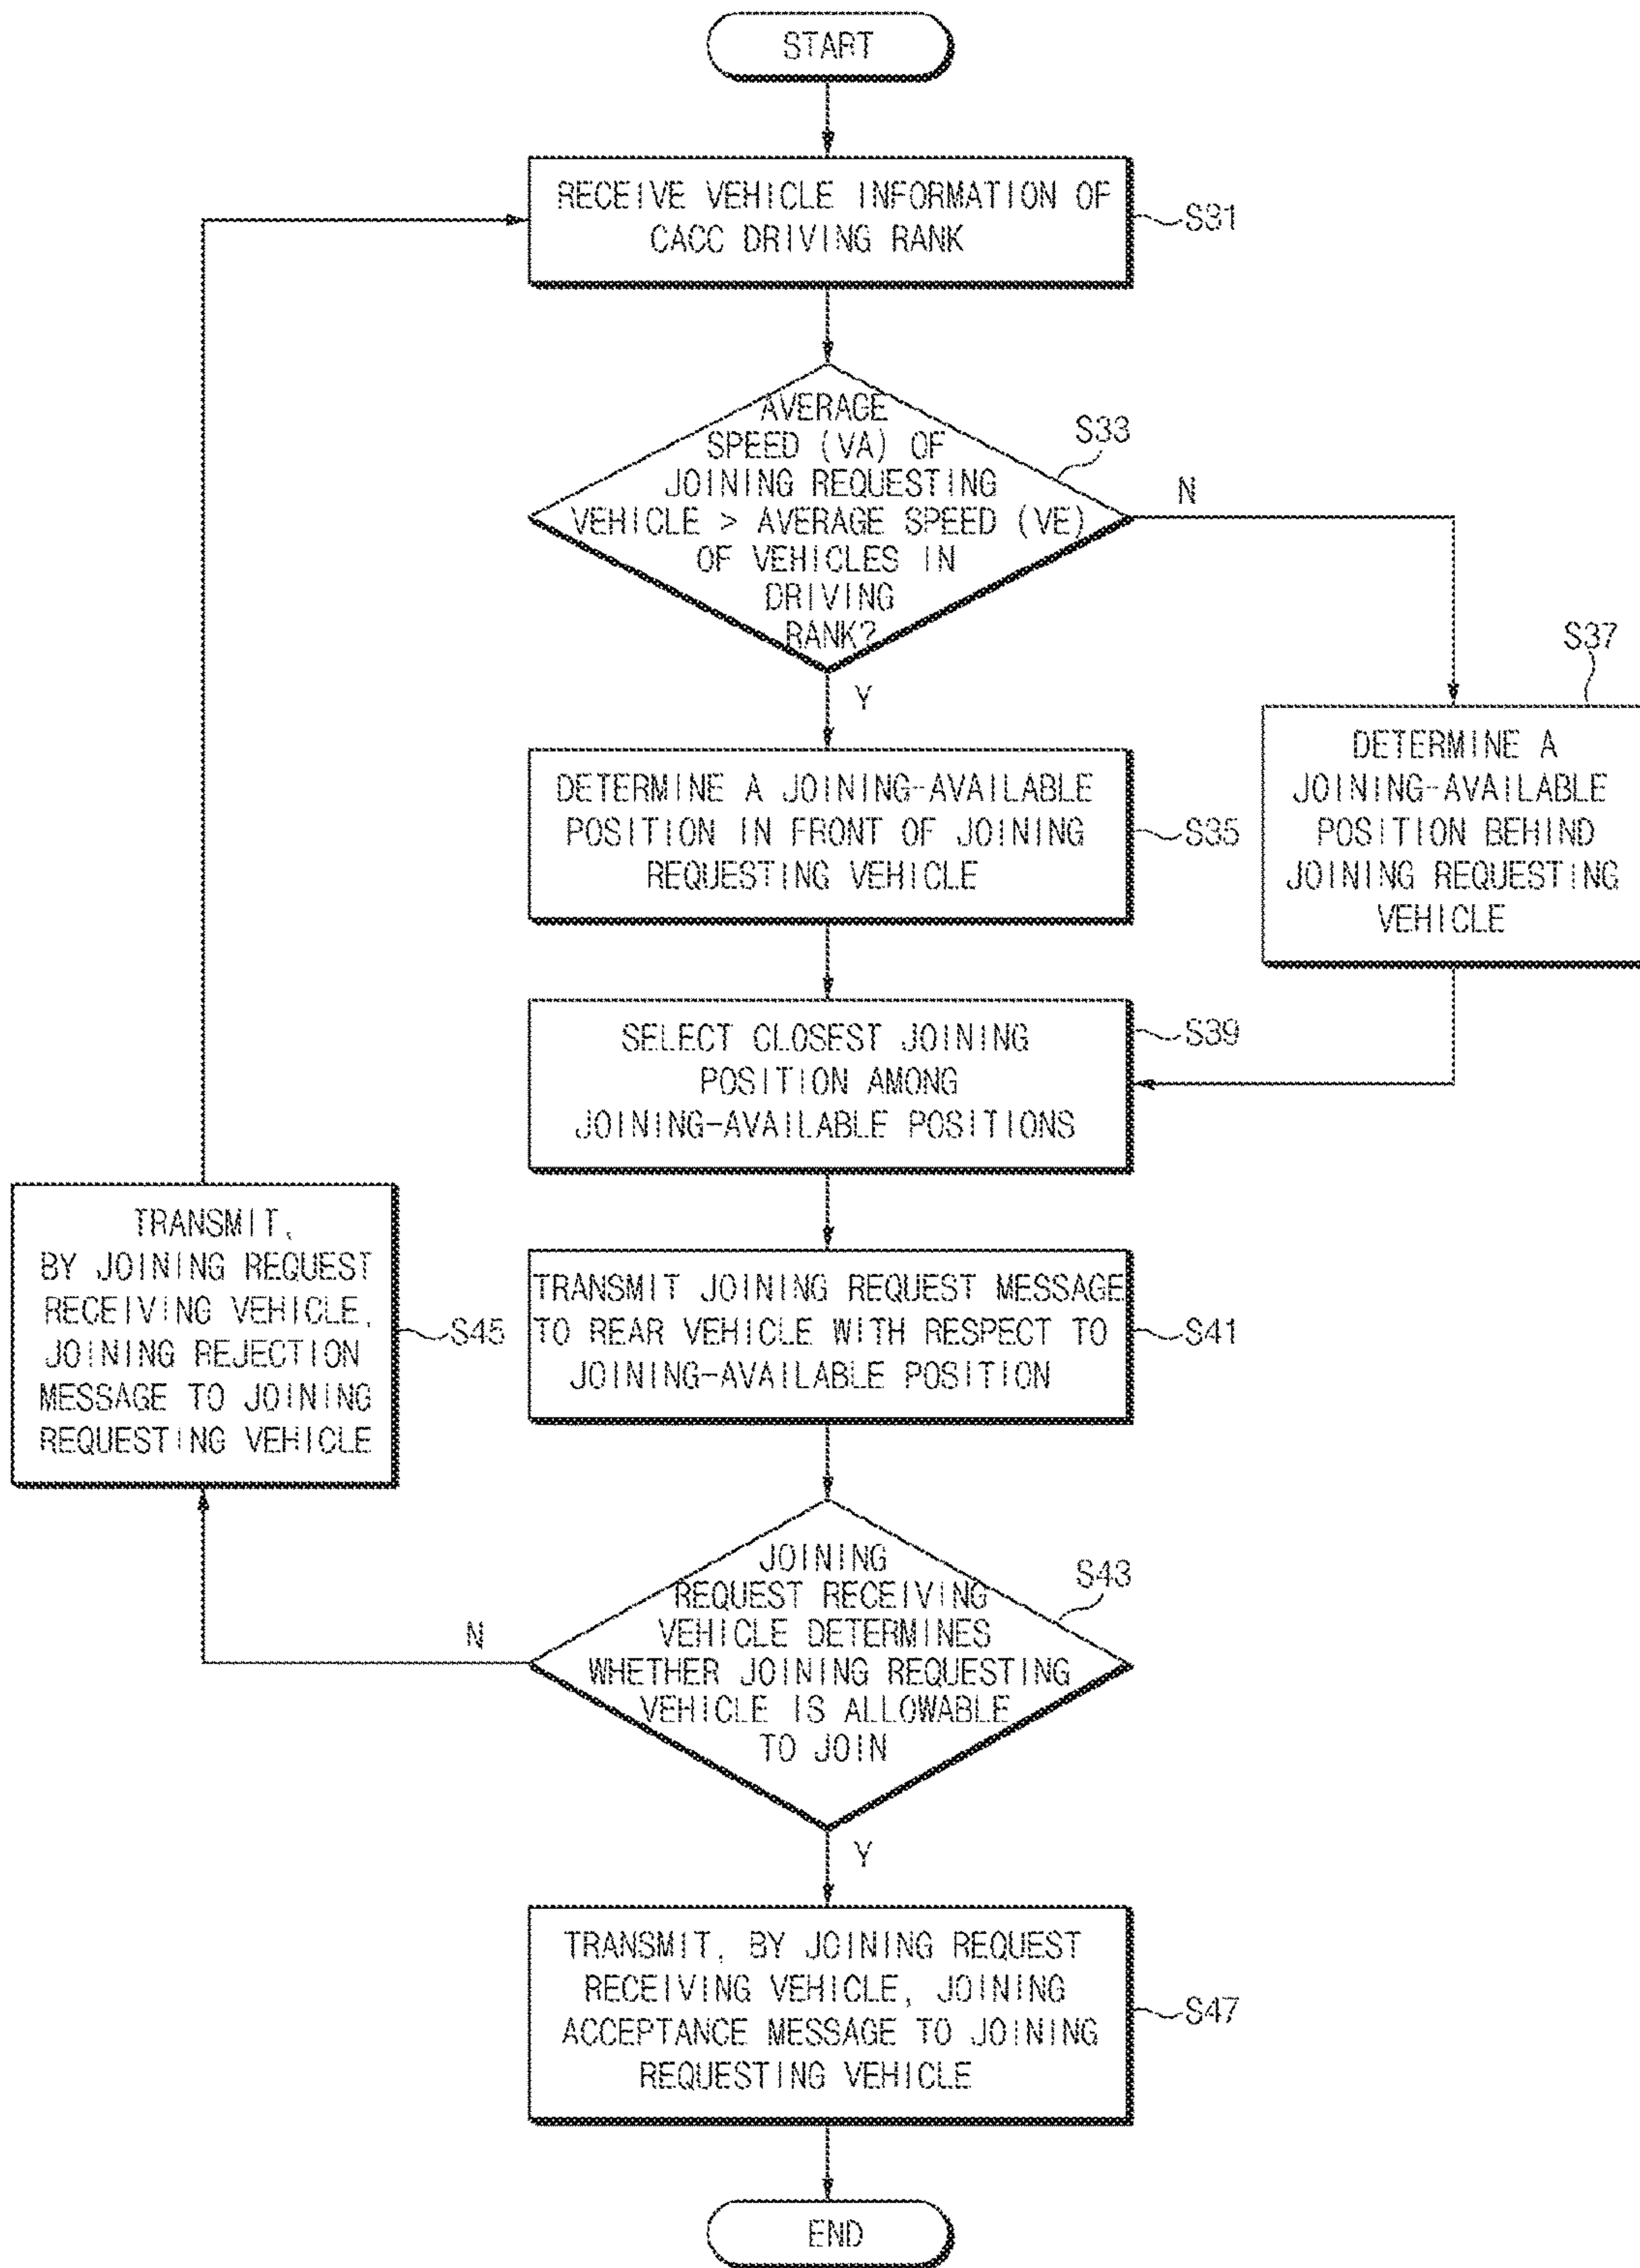 START
RECEIVE VEHICLE INFORMATION OF
CACC DRIVING RANK
S31
AVERAGE
SPEED (VA) OF
JOINING REQUESTING
VEHICLE > AVERAGE SPEED (VE)
OF VEHICLES IN
DRIVING
RANK?
S33
N
Y
S37
DETERMINE A
JOINING-AVAILABLE
POSITION BEHIND
JOINING REQUESTING
VEHICLE
DETERMINE A JOINING-AVAILABLE
POSITION IN FRONT OF JOINING
REQUESTING VEHICLE
S35
SELECT CLOSEST JOINING
POSITION AMONG
JOINING-AVAILABLE POSITIONS
S39
TRANSMIT JOINING REQUEST MESSAGE
TO REAR VEHICLE WITH RESPECT TO
JOINING-AVAILABLE POSITION
S41
TRANSMIT,
BY JOINING REQUEST
RECEIVING VEHICLE,
JOINING REJECTION
MESSAGE TO JOINING
REQUESTING VEHICLE
S45
JOINING
REQUEST RECEIVING
VEHICLE DETERMINES
WHETHER JOINING REQUESTING
VEHICLE IS ALLOWABLE
TO JOIN
S43
N
Y
TRANSMIT, BY JOINING REQUEST
RECEIVING VEHICLE, JOINING
ACCEPTANCE MESSAGE TO JOINING
REQUESTING VEHICLE
S47
END